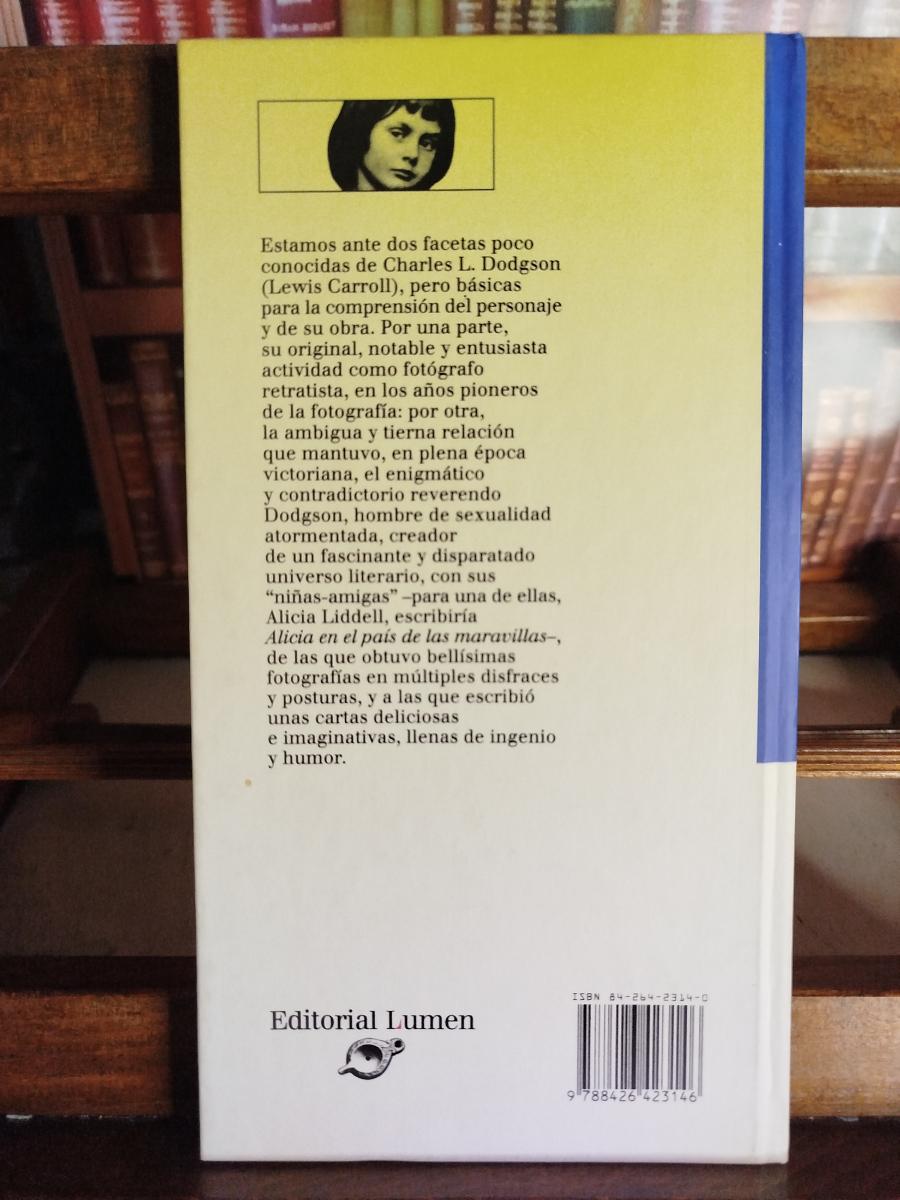 Estamos ante dos facetas poco
conocidas de Charles L. Dodgson
(Lewis Carroll), pero básicas
para la comprensión del personaje
y de su obra. Por una parte,
su original, notable y entusiasta
actividad como fotógrafo
retratista, en los años pioneros
de la fotografía: por otra,
la ambigua y tierna relación
que mantuvo, en plena época
victoriana, el enigmático
y contradictorio reverendo
Dodgson, hombre de sexualidad
atormentada, creador
de un fascinante y disparatado
universo literario, con sus
“niñas-amigas” –para una de ellas,
Alicia Liddell, escribiría
Alicia en el país de las maravillas–,
de las que obtuvo bellísimas
fotografías en múltiples disfraces
y posturas, y a las que escribió
unas cartas deliciosas
e imaginativas, llenas de ingenio
y humor.
ISBN 84-264-2314-0
Editorial Lumen
9 788426 423146